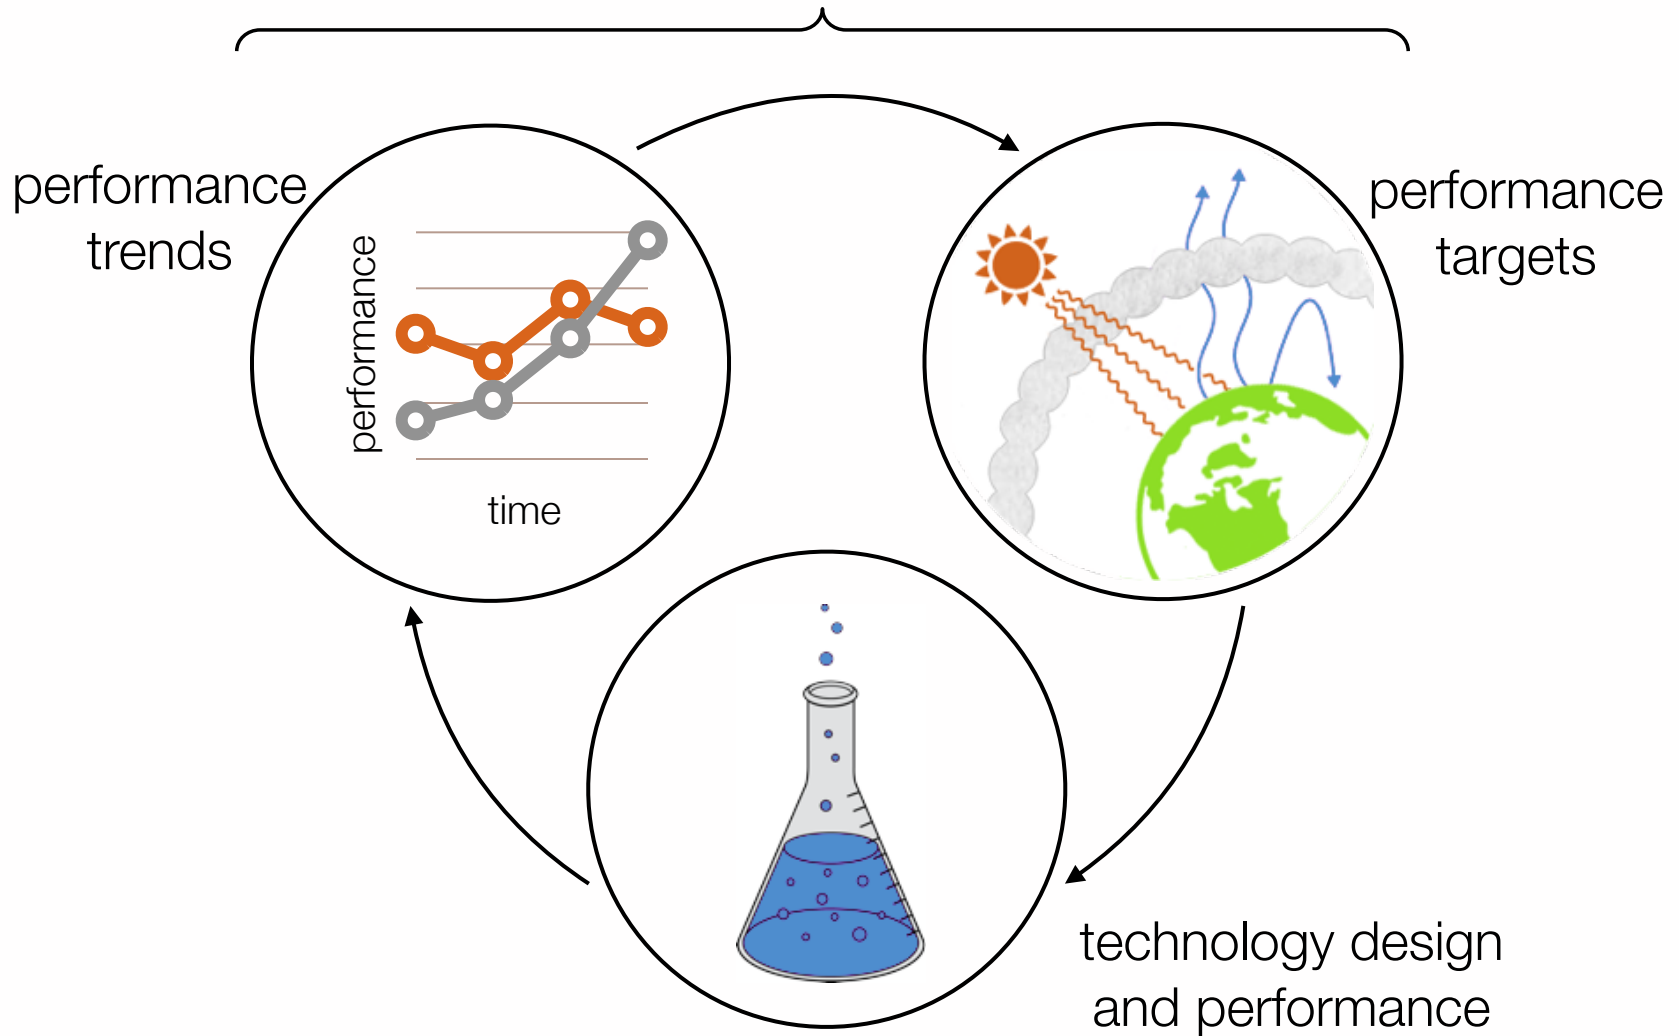 performance
trends
performance
time
performance
targets
technology design
and performance